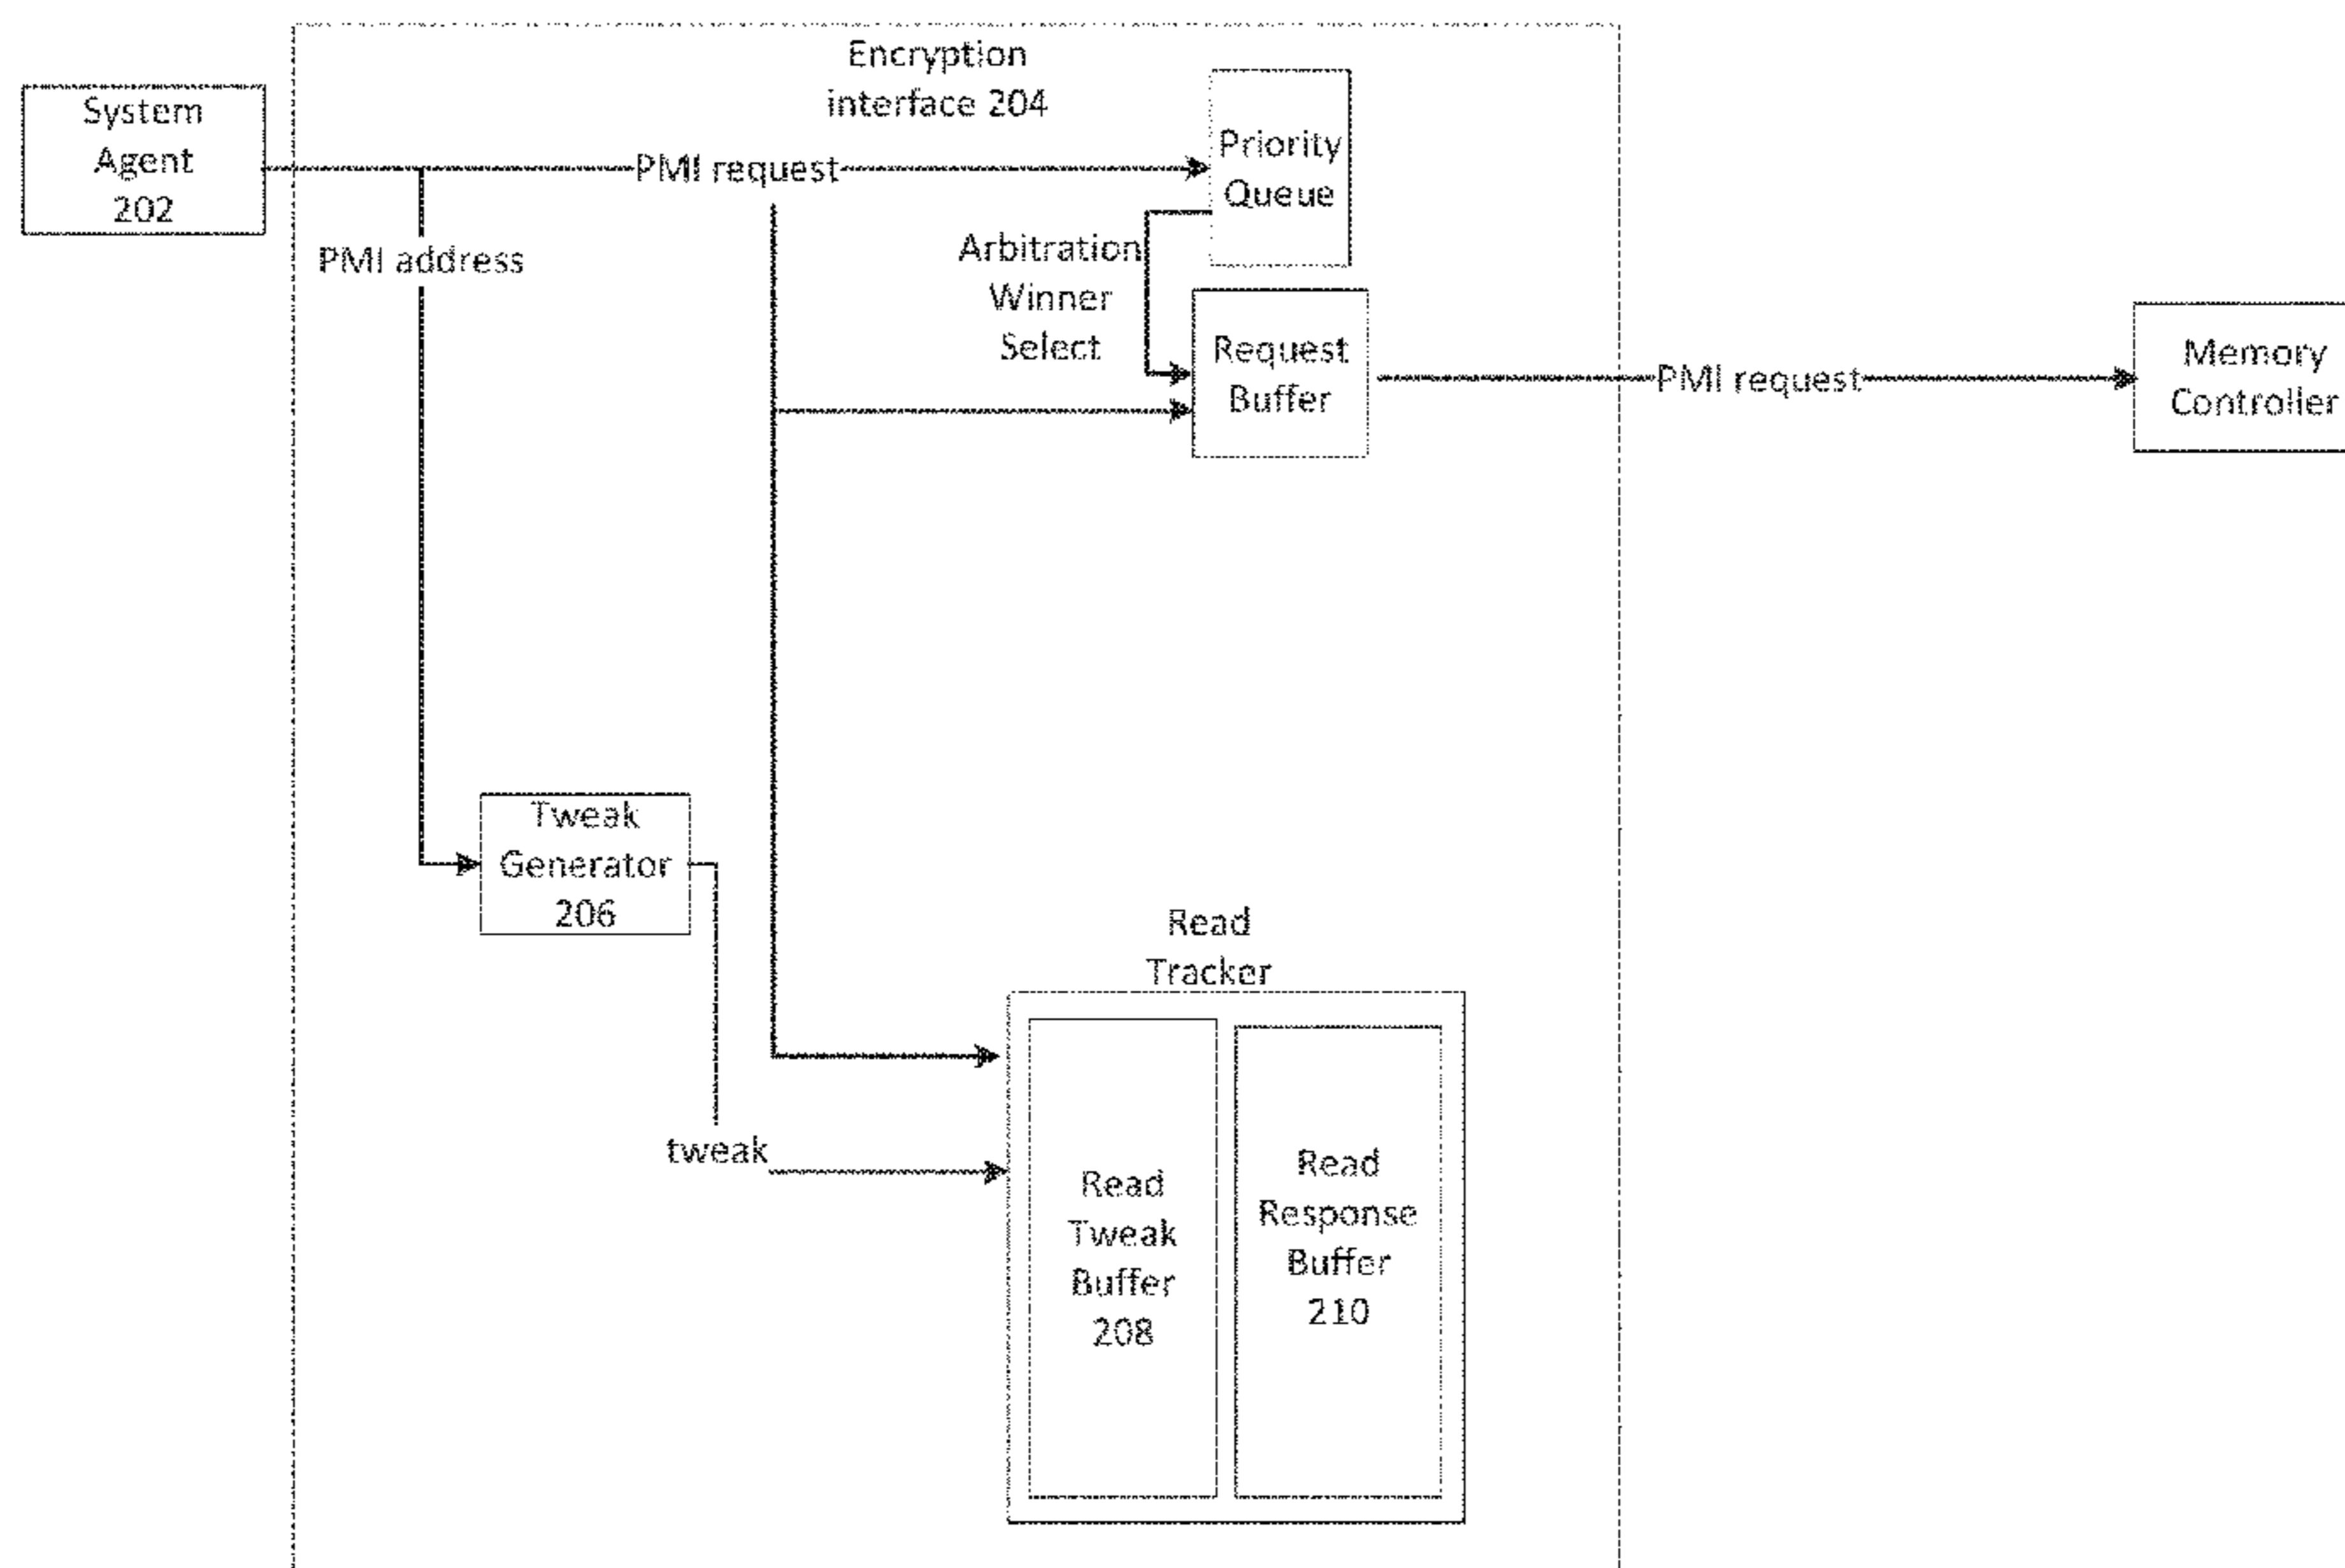 Encryption
interface 204
System
Agent
202
Priority
Queue
PMI request
PMI address
Arbitration
Winner
Select
Request
Buffer
PMI request
Memory
Controller
Tweak
Generator
206
Read
Tracker
tweak
Read
Tweak
Buffer
208
Read
Response
Buffer
210